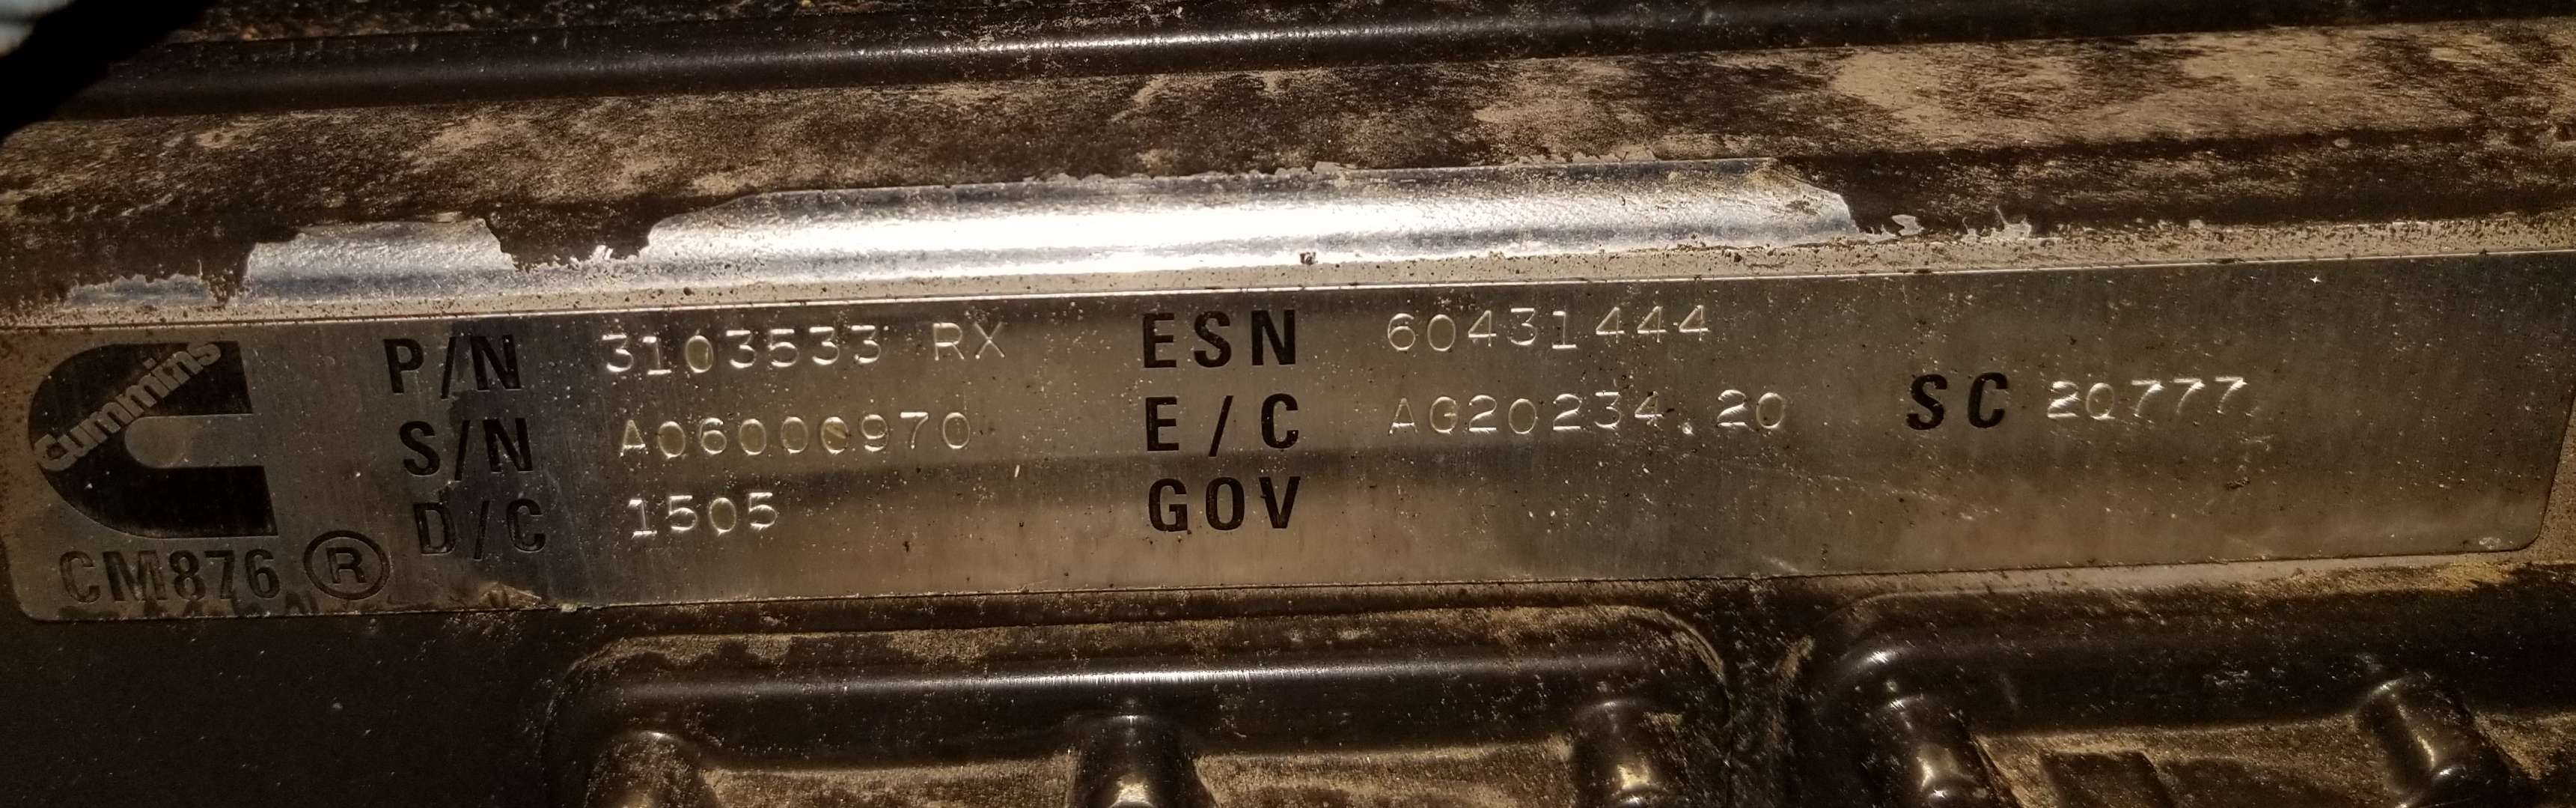 cummins
CM876 ®
P/N 3103533 RX ESN 60431444
S/N A06000970 E/C AG20234.20 SC 20777
D/C 1505 GOV